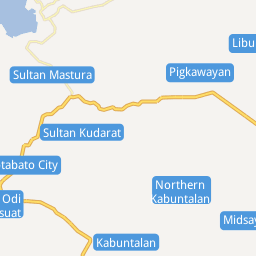 Libu
Pigkawayan
Sultan Mastura
Sultan Kudarat
tabato City
Northern
Kabuntalan
Odi
suat
Midsay
Kabuntalan